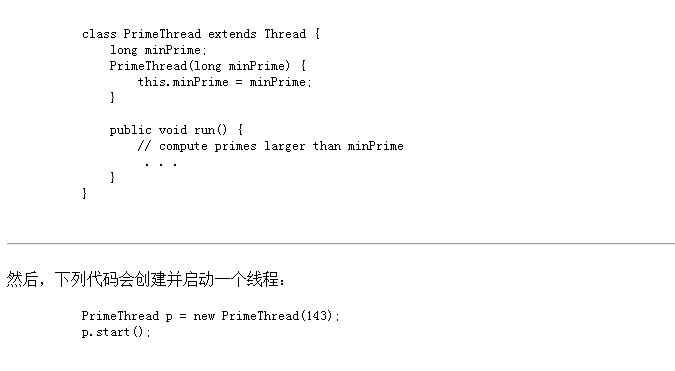 class PrimeThread extends Thread {
    long minPrime;
    PrimeThread(long minPrime) {
        this.minPrime = minPrime;
    }

    public void run() {
        // compute primes larger than minPrime
         . . .
    }
}

然后，下列代码会创建并启动一个线程：

PrimeThread p = new PrimeThread(143);
p.start();